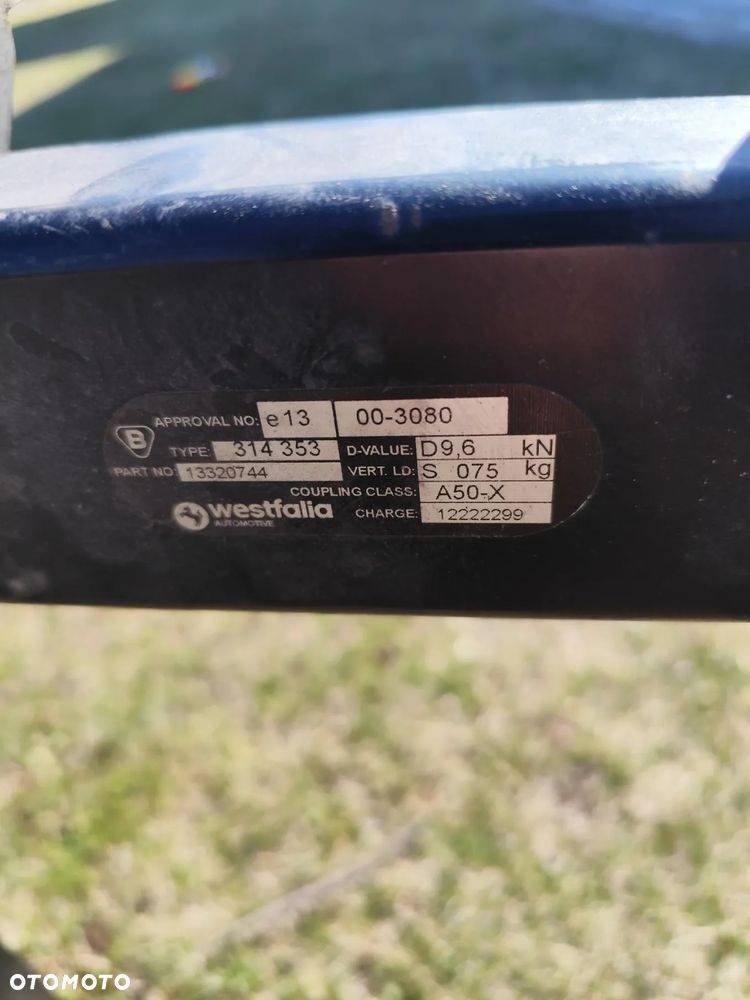 APPROVAL NO: e13 00-3080
B TYPE: 314 353 D-VALUE: D9,6 kN
PART NO: 13320744 VERT. LD: S 075 kg
COUPLING CLASS: A50-X
westfalia CHARGE: 12222299
AUTOMOTIVE
OTOMOTO